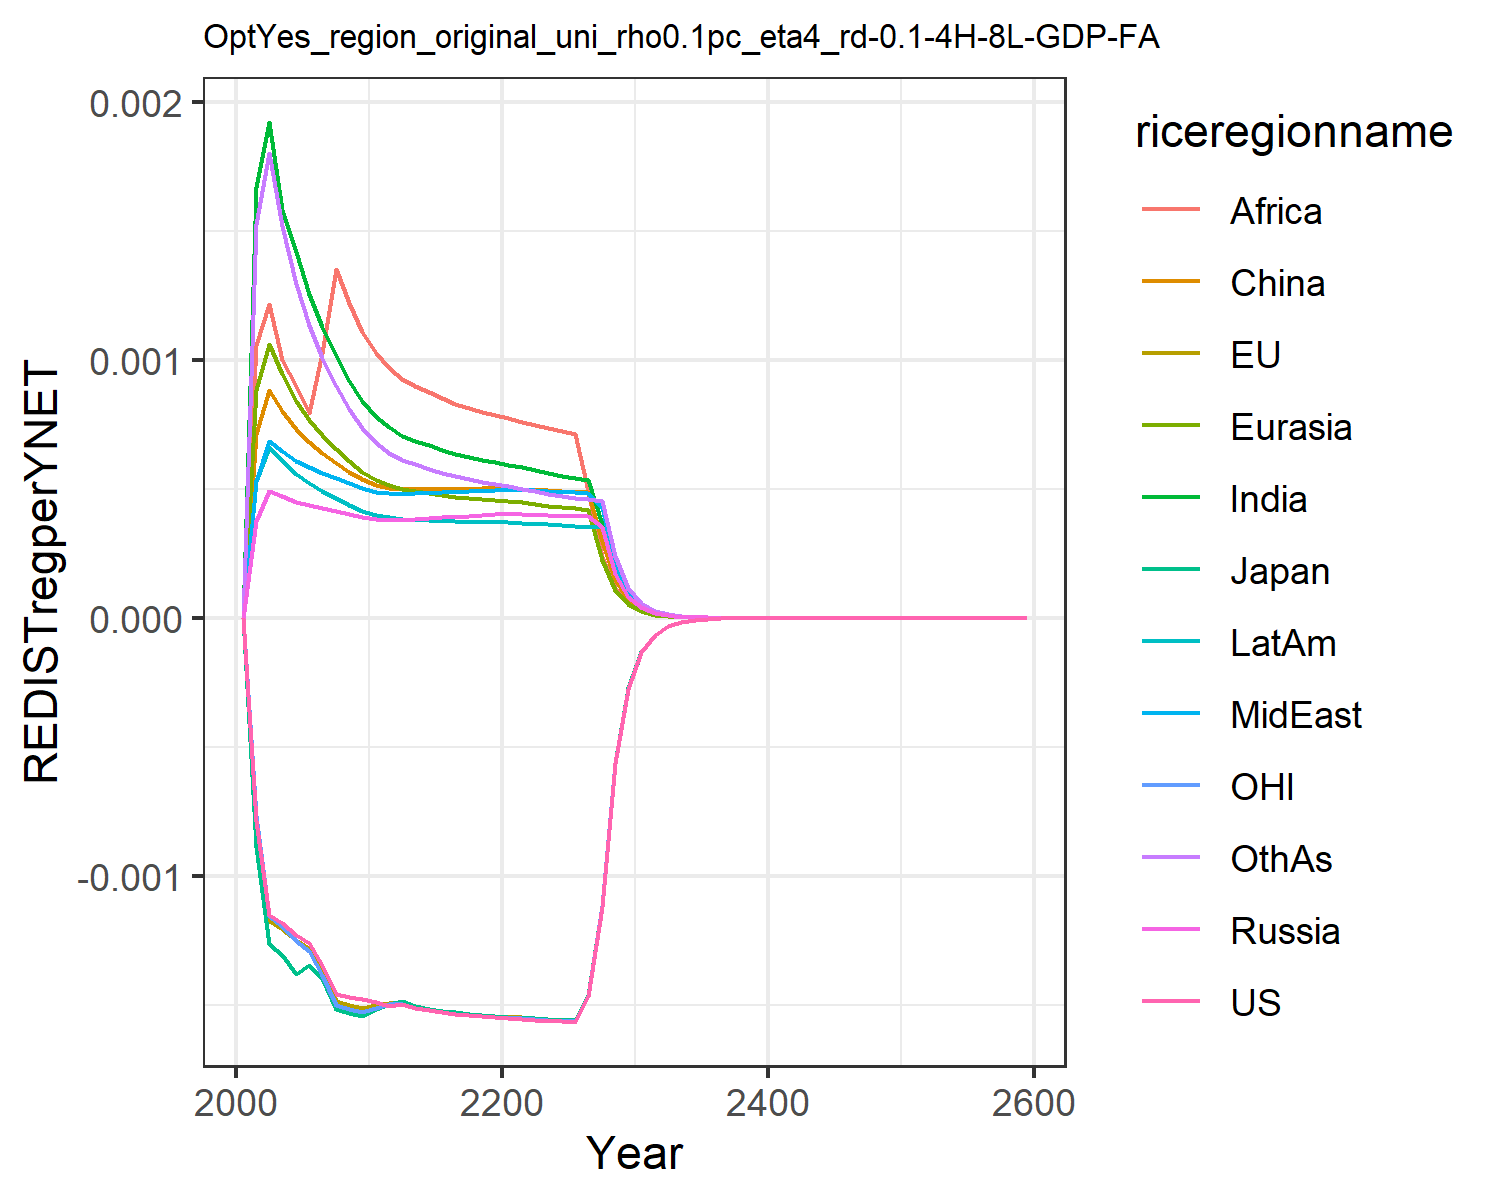 OptYes_region_original_uni_rho0.1pc_eta4_rd-0.1-4H-8L-GDP-FA
0.002
0.001
0.000
-0.001
REDISTregperYNET
2000
2200
2400
2600
Year
riceregionname
Africa
China
EU
Eurasia
India
Japan
LatAm
MidEast
OHI
OthAs
Russia
US